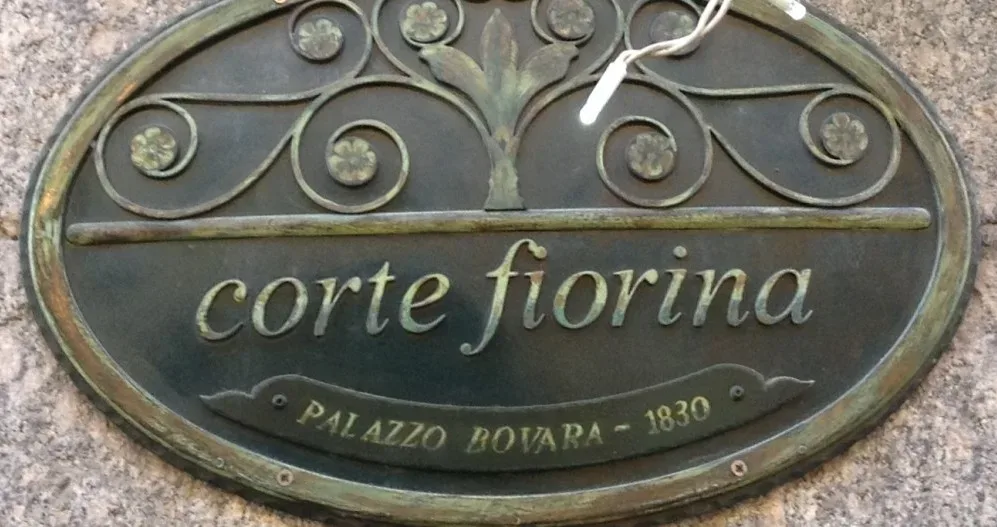 corte fiorina
PALAZZO BOVARA - 1830